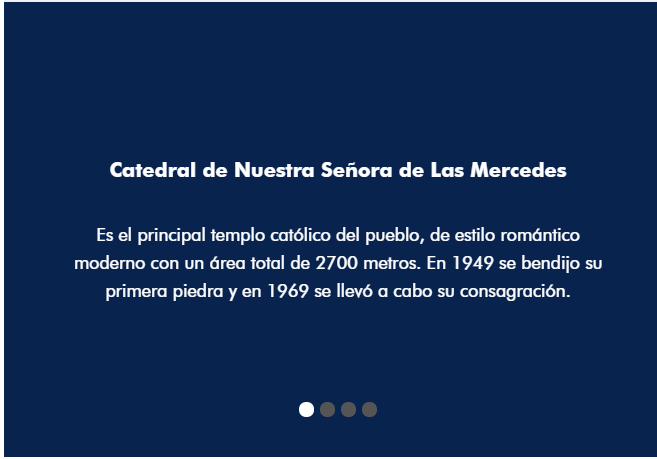 Catedral de Nuestra Señora de Las Mercedes
Es el principal templo católico del pueblo, de estilo romántico
moderno con un área total de 2700 metros. En 1949 se bendijo su
primera piedra y en 1969 se llevó a cabo su consagración.